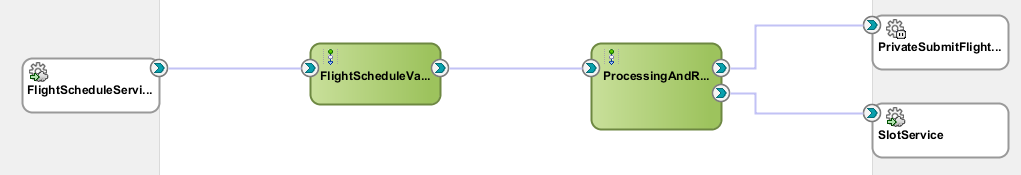 FlightScheduleServi...
FlightScheduleVa...
ProcessingAndR...
PrivateSubmitFlight...
SlotService